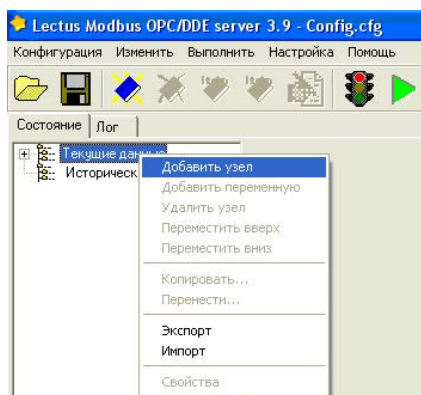 Lectus Modbus OPC/DDE server 3.9 - Config.cfg
Конфигурация Изменить Выполнить Настройка Помощь
Состояние Лог
Текущие данные
Историческ
Добавить узел
Добавить переменную
Удалить узел
Переместить вверх
Переместить вниз
Копировать...
Перенести...
Экспорт
Импорт
Свойства